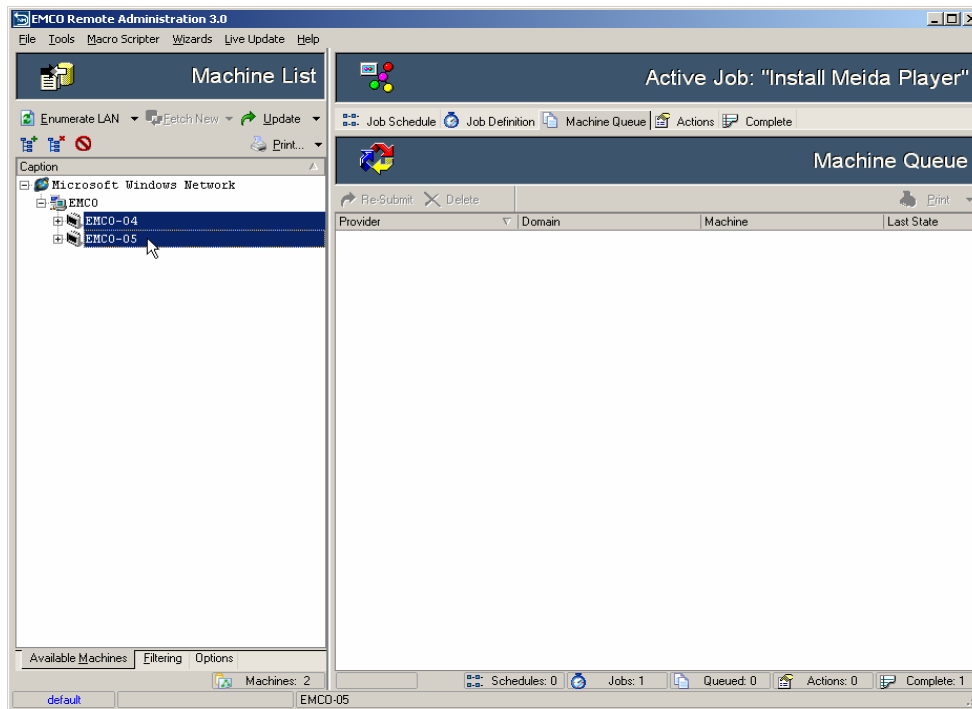 EMCO Remote Administration 3.0
File Tools Macro Scripter Wizards Live Update Help
Machine List
Active Job: "Install Meida Player"
Enumerate LAN Fetch New Update
Print...
Job Schedule Job Definition Machine Queue Actions Complete
Machine Queue
Caption
Microsoft Windows Network
EMCO
EMCO-04
EMCO-05
Re-Submit Delete Print
Provider Domain Machine Last State
Available Machines Filtering Options
Machines: 2
Schedules: 0 Jobs: 1 Queued: 0 Actions: 0 Complete: 1
default EMCO-05